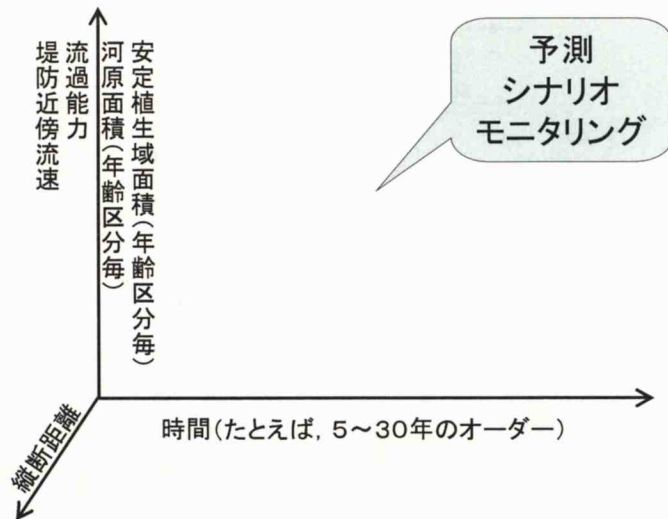 予測
シナリオ
モニタリング
安定植生域面積(年齢区分毎)
河原面積(年齢区分毎)
流過能力
堤防近傍流速
時間(たとえば, 5~30年のオーダー)
縦断距離